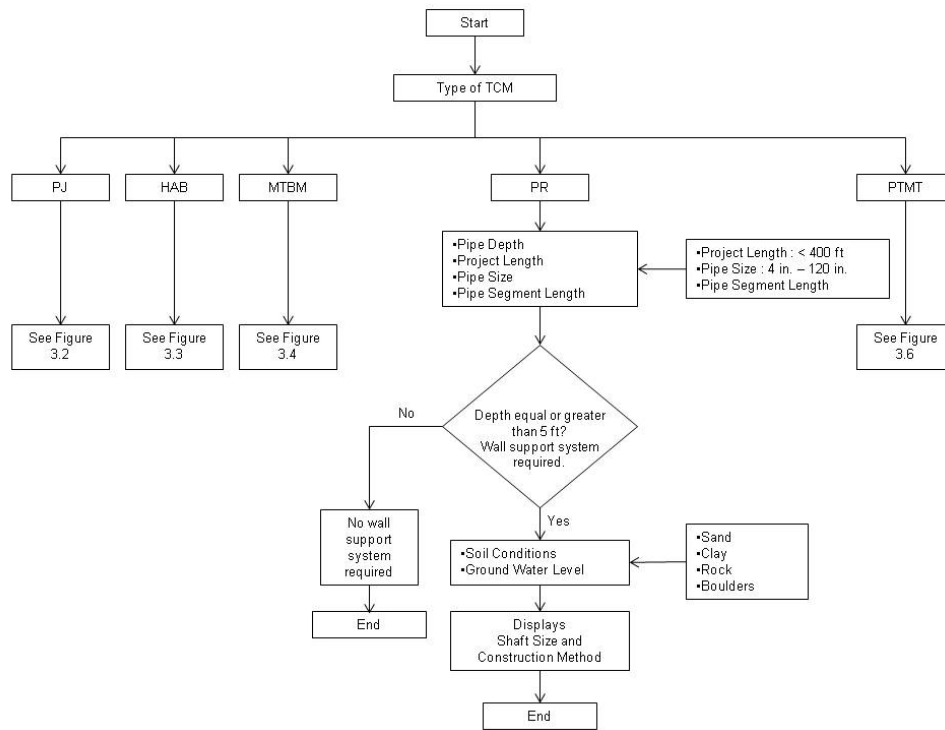 Start
Type of TCM
PJ
HAB
MTBM
PR
PTMT
▪Pipe Depth
▪Project Length
▪Pipe Size
▪Pipe Segment Length
▪Project Length : < 400 ft
▪Pipe Size : 4 in. – 120 in.
▪Pipe Segment Length
See Figure
3.2
See Figure
3.3
See Figure
3.4
See Figure
3.6
No
Depth equal or greater
than 5 ft?
Wall support system
required.
Yes
No wall
support
system
required
▪Soil Conditions
▪Ground Water Level
▪Sand
▪Clay
▪Rock
▪Boulders
End
Displays
Shaft Size and
Construction Method
End